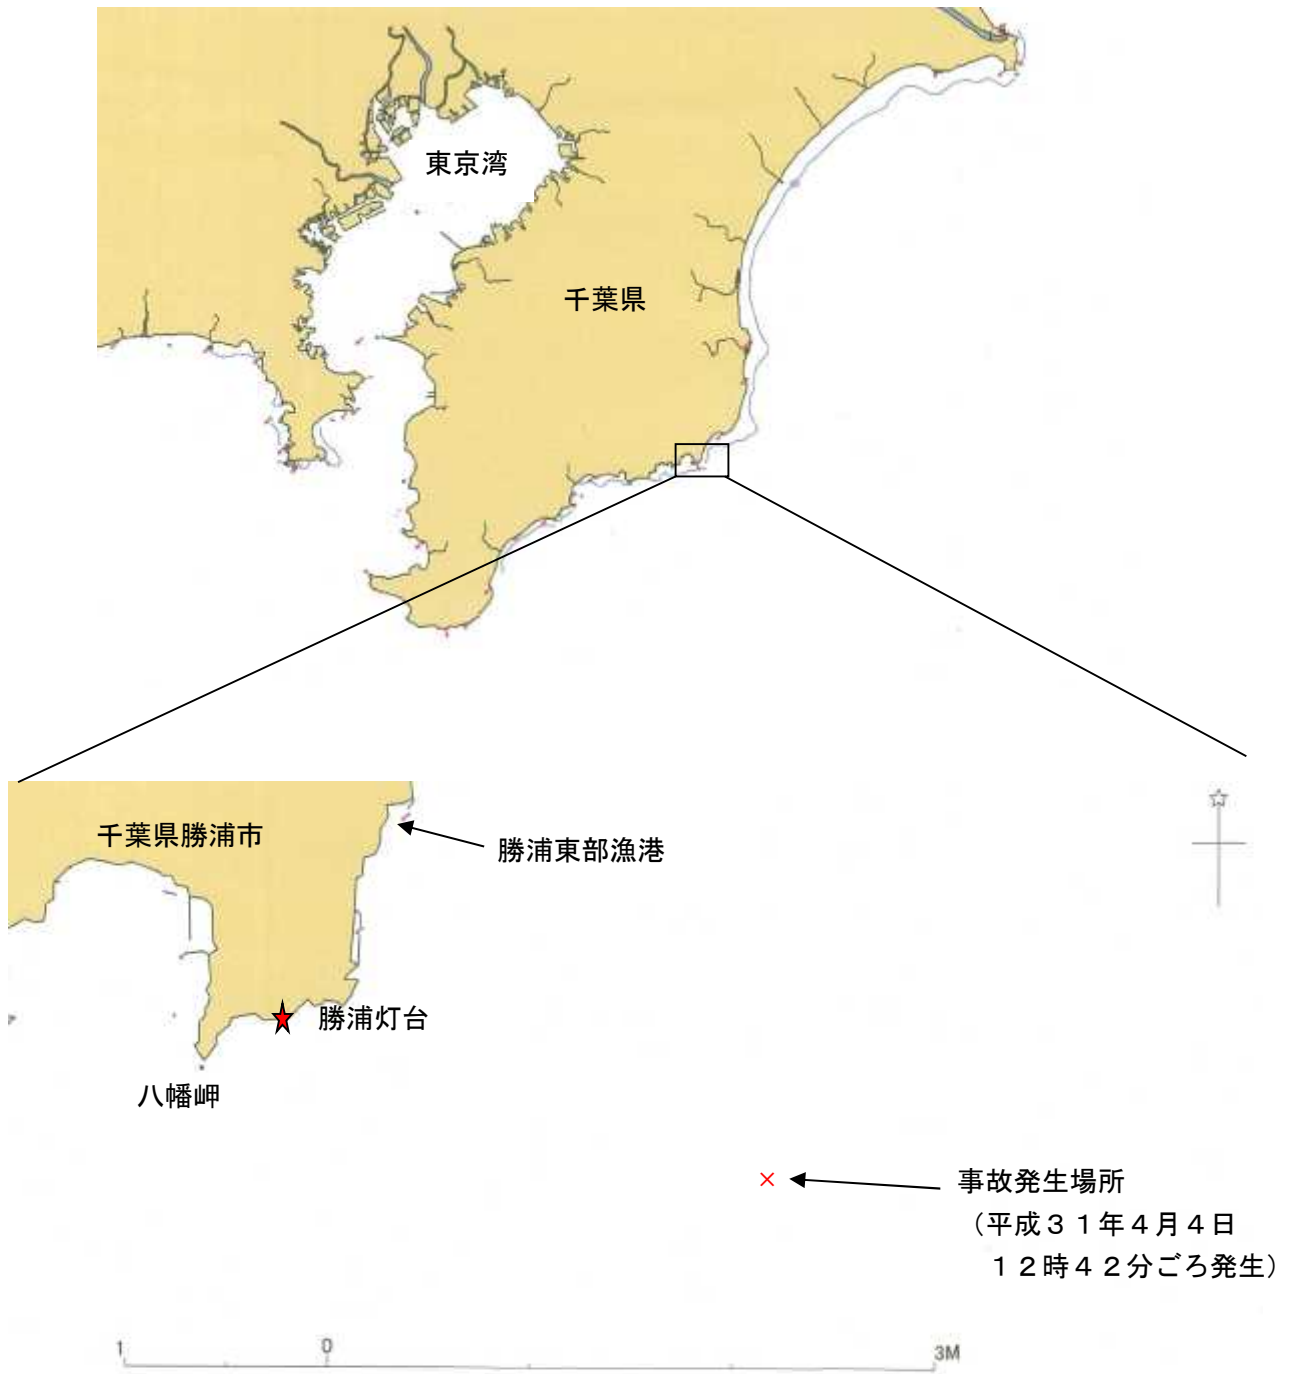 東京湾
千葉県
千葉県勝浦市
勝浦東部漁港
勝浦灯台
八幡岬
事故発生場所
（平成３１年４月４日
１２時４２分ごろ発生）
1 0 3M